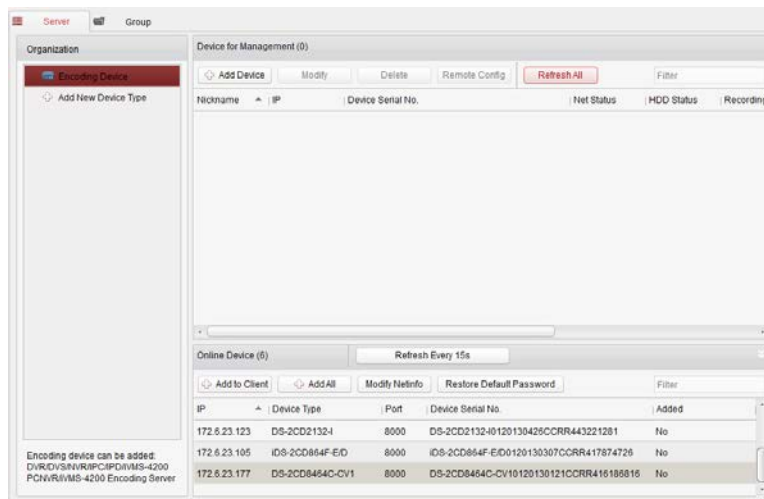 Server Group
Organization
Encoding Device
Add New Device Type
Encoding device can be added:
DVR/DVS/NVR/IPC/IPD/iVMS-4200
PCNVR/iVMS-4200 Encoding Server
Device for Management (0)
Add Device Modify Delete Remote Config Refresh All Filter
Nickname IP Device Serial No. Net Status HDD Status Recording
Online Device (6) Refresh Every 15s
Add to Client Add All Modify Netinfo Restore Default Password Filter
IP Device Type Port Device Serial No. Added
172.6.23.123 DS-2CD2132-I 8000 DS-2CD2132-I0120130426CCRR443221281 No
172.6.23.105 iDS-2CD864F-E/D 8000 iDS-2CD864F-E/D0120130307CCRR417874726 No
172.6.23.177 DS-2CD8464C-CV1 8000 DS-2CD8464C-CV10120130121CCRR416186816 No